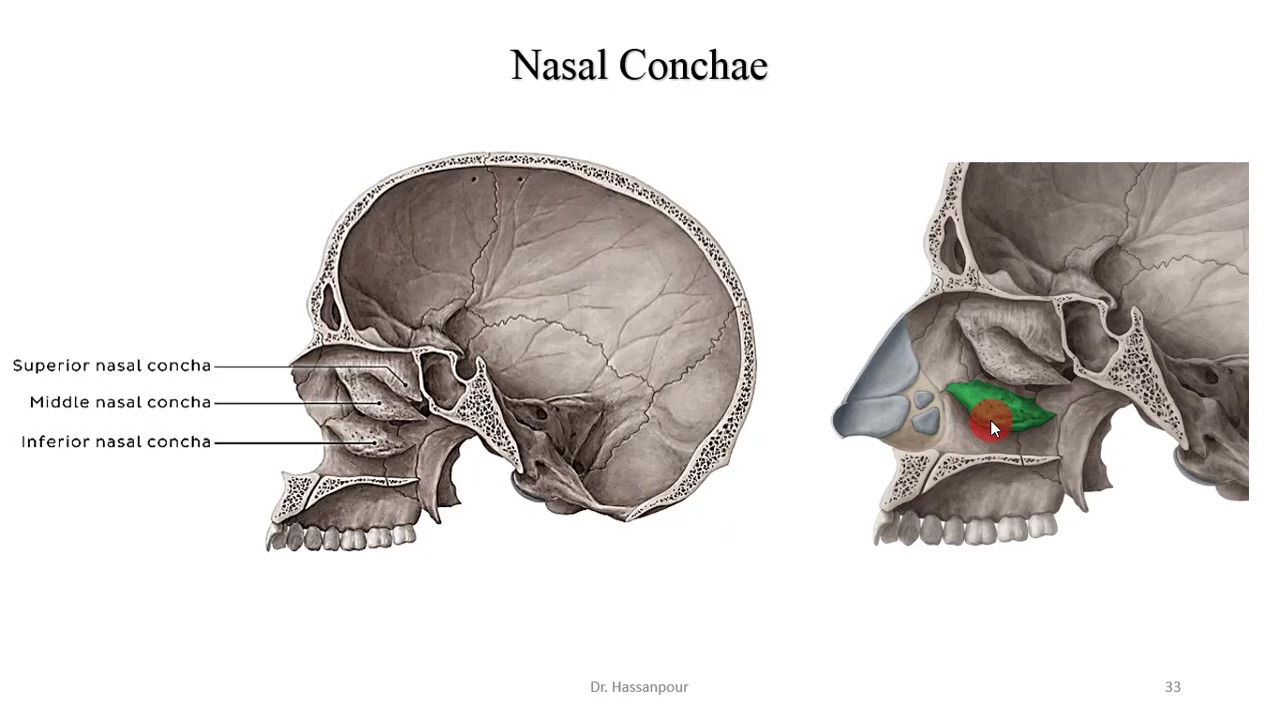 Nasal Conchae
Superior nasal concha
Middle nasal concha
Inferior nasal concha
Dr. Hassanpour
33